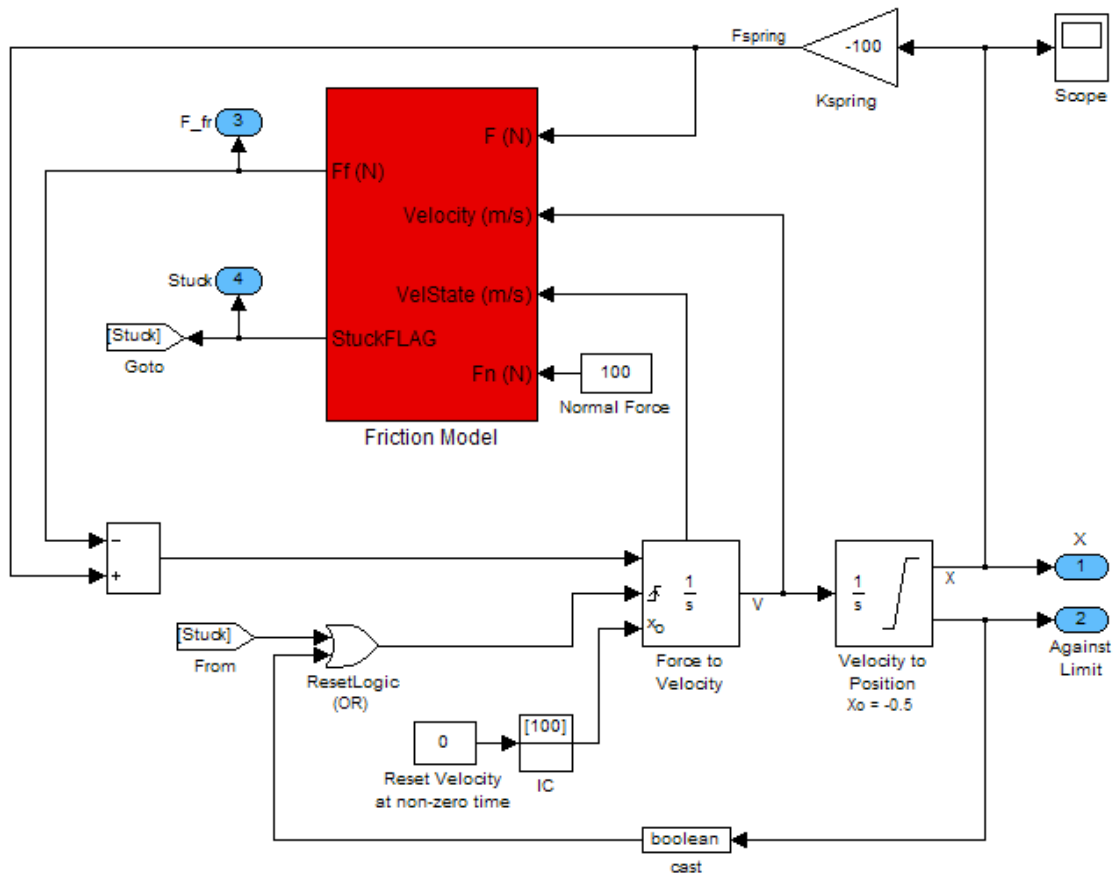 Fspring
-100
Kspring
Scope
F_fr
3
F (N)
Ff (N)
Velocity (m/s)
Stuck
4
VelState (m/s)
[Stuck]
StuckFLAG
Goto
Fn (N)
100
Normal Force
Friction Model
−
+
1
s
xo
V
1
s
X
X
1
2
Against
Limit
[Stuck]
From
ResetLogic
(OR)
Force to
Velocity
Velocity to
Position
Xo = -0.5
0
[100]
Reset Velocity
at non-zero time
IC
boolean
cast